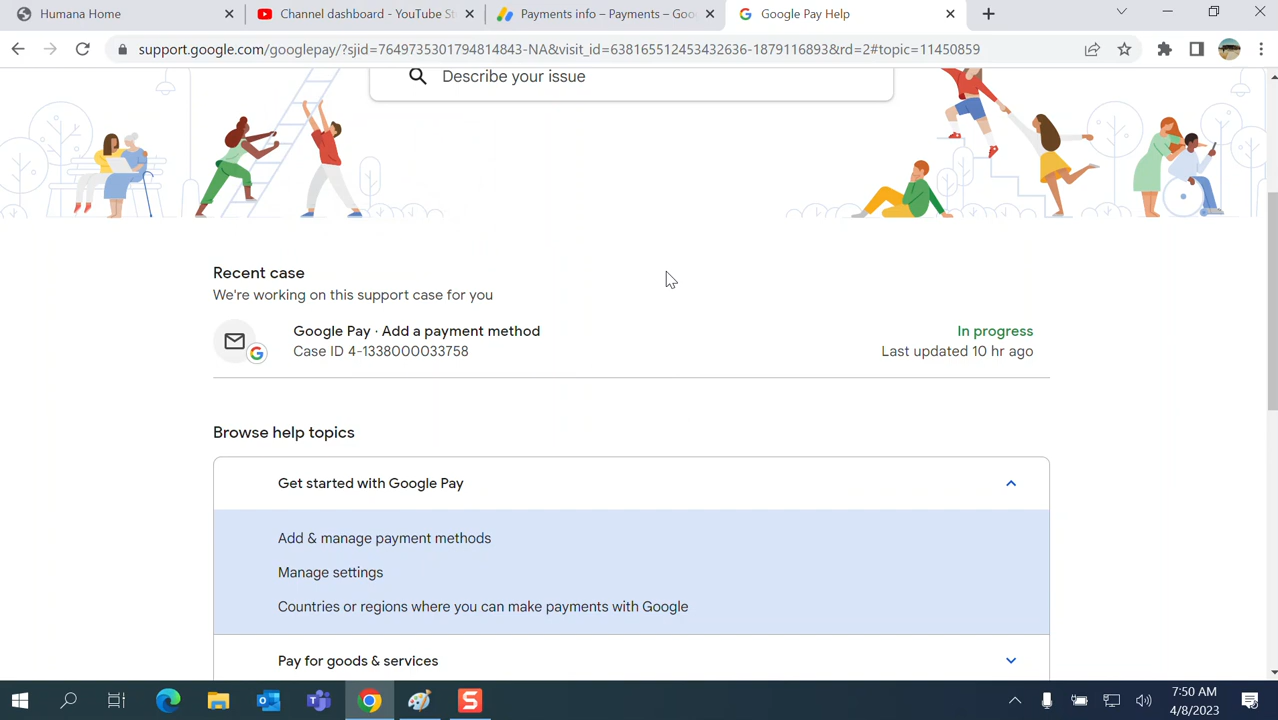 Humana Home
Channel dashboard - YouTube St
Payments info – Payments – Goo
Google Pay Help
support.google.com/googlepay/?sjid=7649735301794814843-NA&visit_id=638165512453432636-1879116893&rd=2#topic=11450859
Describe your issue
Recent case
We're working on this support case for you
Google Pay · Add a payment method
In progress
Case ID 4-1338000033758
Last updated 10 hr ago
Browse help topics
Get started with Google Pay
Add & manage payment methods
Manage settings
Countries or regions where you can make payments with Google
Pay for goods & services
7:50 AM
4/8/2023